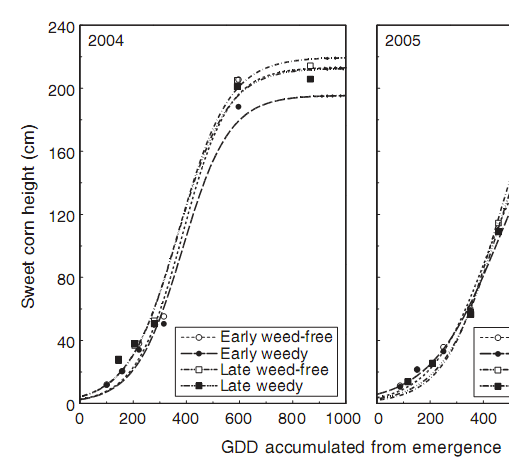 240
200
160
120
80
40
0
Sweet corn height (cm)
2004
Early weed-free
Early weedy
Late weed-free
Late weedy
0 200 400 600 800 1000
2005
0 200 400
GDD accumulated from emergence